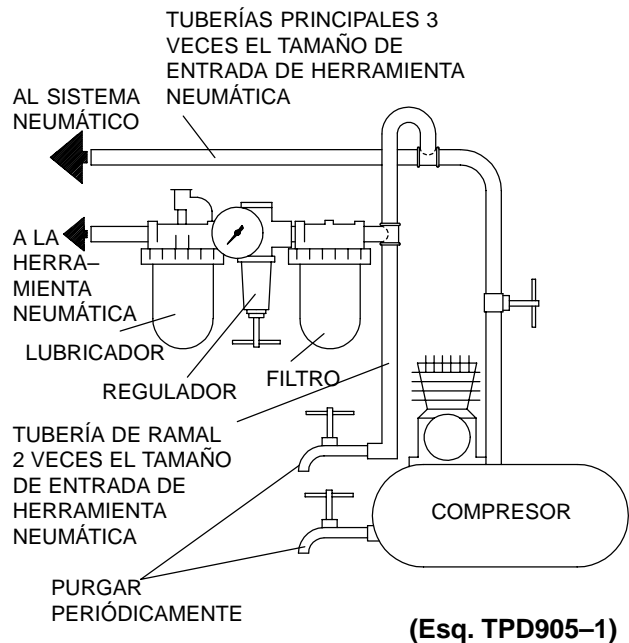 TUBERÍAS PRINCIPALES 3
VECES EL TAMAÑO DE
ENTRADA DE HERRAMIENTA
NEUMÁTICA
AL SISTEMA
NEUMÁTICO
A LA
HERRA–
MIENTA
NEUMÁTICA
LUBRICADOR
REGULADOR
FILTRO
TUBERÍA DE RAMAL
2 VECES EL TAMAÑO
DE ENTRADA DE
HERRAMIENTA
NEUMÁTICA
COMPRESOR
PURGAR
PERIÓDICAMENTE
(Esq. TPD905–1)